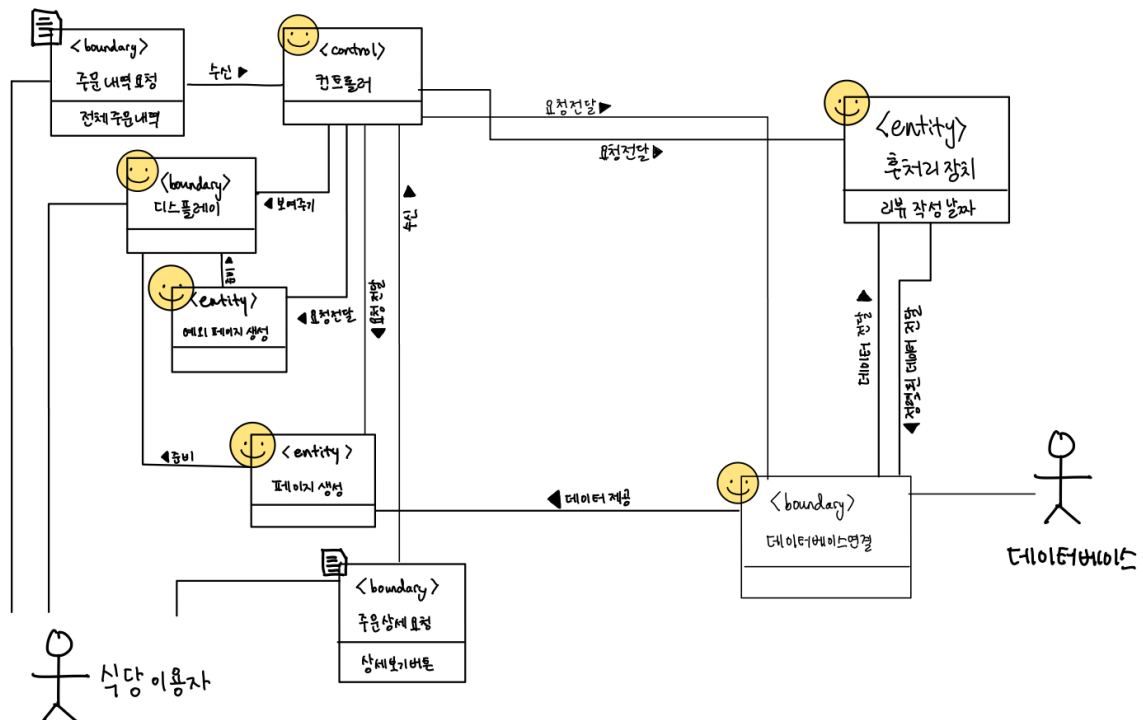 <boundary>
주문 내역 요청
전체 주문 내역
수신 ▶
<control>
컨트롤러
요청전달 ▶
요청전달 ▶
<entity>
후처리 장치
리뷰 작성 날짜
<boundary>
디스플레이
◀ 보여주기
수신 ▶
◀ 준비
<entity>
예외 페이지 생성
◀ 요청전달
◀ 요청 전달
데이터 전달 ▶
◀ 정렬된 데이터 전달
<entity>
페이지 생성
◀ 준비
◀ 데이터 제공
<boundary>
데이터베이스연결
데이터베이스
<boundary>
주문상세 요청
상세보기버튼
식당 이용자